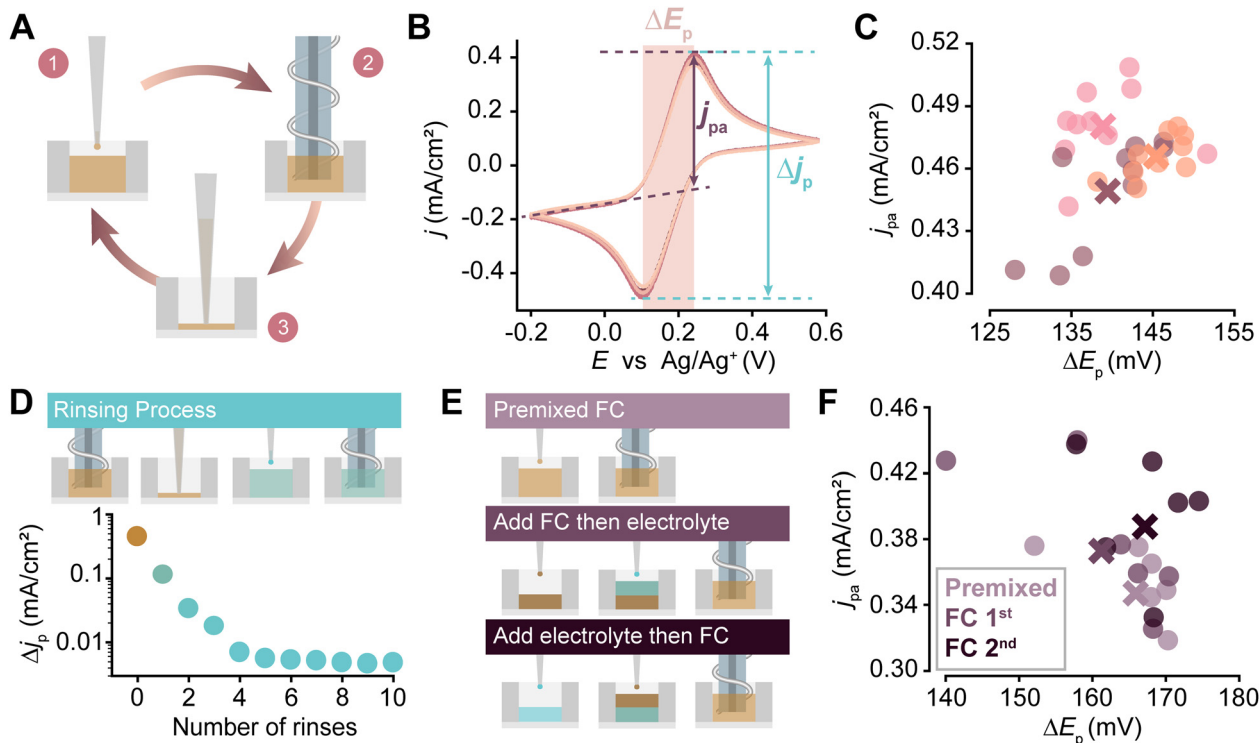 A
1
2
3
B
ΔEp
0.4
0.2
0.0
-0.2
-0.4
j (mA/cm²)
jpa
Δjp
-0.2
0.0
0.2
0.4
0.6
E vs Ag/Ag⁺ (V)
C
0.52
0.49
0.46
0.43
0.40
jpa (mA/cm²)
125
135
145
155
ΔEp (mV)
D
Rinsing Process
1
0.1
0.01
Δjp (mA/cm²)
0
2
4
6
8
10
Number of rinses
E
Premixed FC
Add FC then electrolyte
Add electrolyte then FC
F
0.46
0.42
0.38
0.34
0.30
jpa (mA/cm²)
Premixed
FC 1st
FC 2nd
140
150
160
170
180
ΔEp (mV)